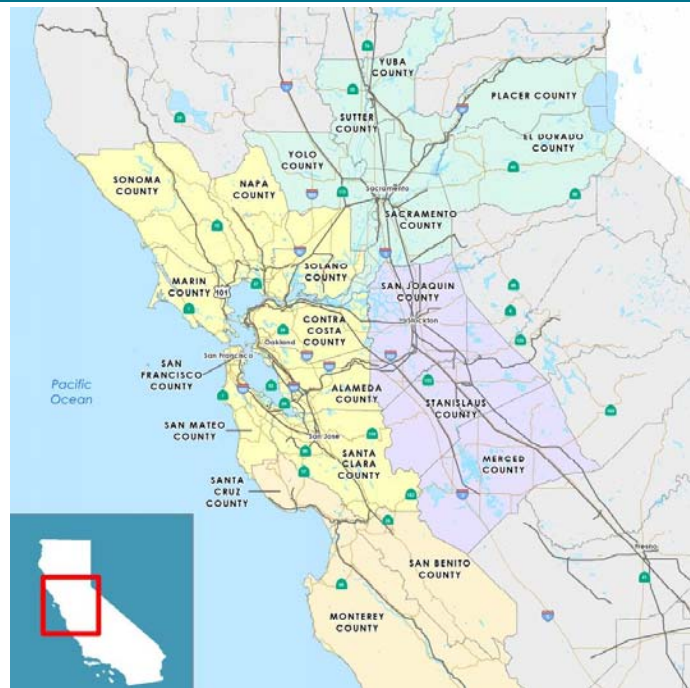 YUBA
COUNTY
PLACER COUNTY
SUTTER
COUNTY
EL DORADO
COUNTY
YOLO
COUNTY
SONOMA
COUNTY
NAPA
COUNTY
Sacramento
SACRAMENTO
COUNTY
SOLANO
COUNTY
SAN JOAQUIN
COUNTY
MARIN
COUNTY
101
CONTRA
COSTA
COUNTY
Stockton
Oakland
San Francisco
SAN
FRANCISCO
COUNTY
Pacific
Ocean
ALAMEDA
COUNTY
STANISLAUS
COUNTY
SAN MATEO
COUNTY
San José
SANTA
CLARA
COUNTY
MERCED
COUNTY
SANTA
CRUZ
COUNTY
Fresno
SAN BENITO
COUNTY
MONTEREY
COUNTY